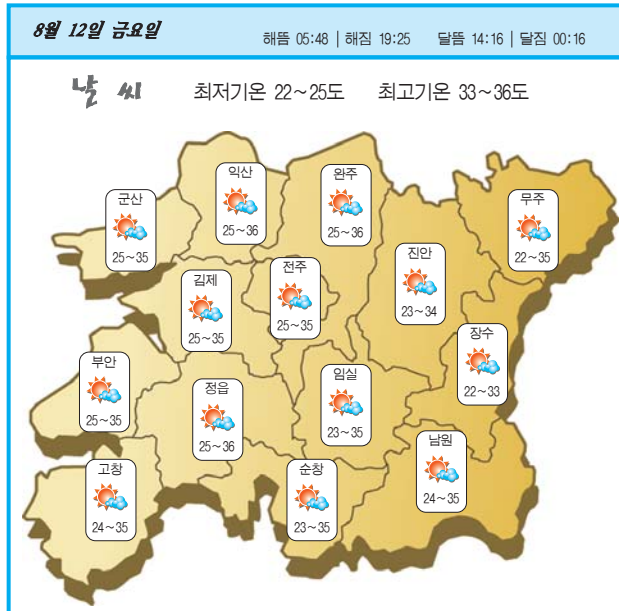 8월 12일 금요일
해뜸 05:48 | 해짐 19:25 달뜸 14:16 | 달짐 00:16
날씨 최저기온 22~25도 최고기온 33~36도
익산
25~36
완주
25~36
군산
25~35
무주
22~35
진안
23~34
김제
25~35
전주
25~35
장수
22~33
부안
25~35
정읍
25~36
임실
23~35
남원
24~35
고창
24~35
순창
23~35